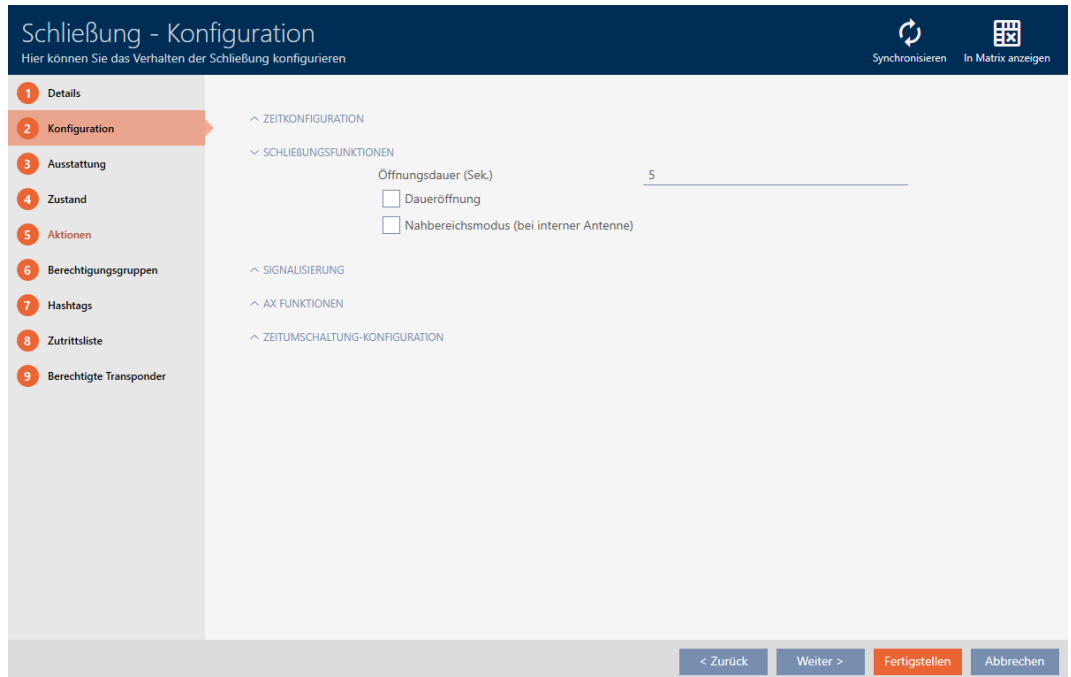 Schließung - Konfiguration
Hier können Sie das Verhalten der Schließung konfigurieren
Synchronisieren
In Matrix anzeigen
1 Details
2 Konfiguration
3 Ausstattung
4 Zustand
5 Aktionen
6 Berechtigungsgruppen
7 Hashtags
8 Zutrittsliste
9 Berechtigte Transponder
ZEITKONFIGURATION
SCHLIEßUNGSFUNKTIONEN
Öffnungsdauer (Sek.) 5
Daueröffnung
Nahbereichsmodus (bei interner Antenne)
SIGNALISIERUNG
AX FUNKTIONEN
ZEITUMSCHALTUNG-KONFIGURATION
< Zurück
Weiter >
Fertigstellen
Abbrechen